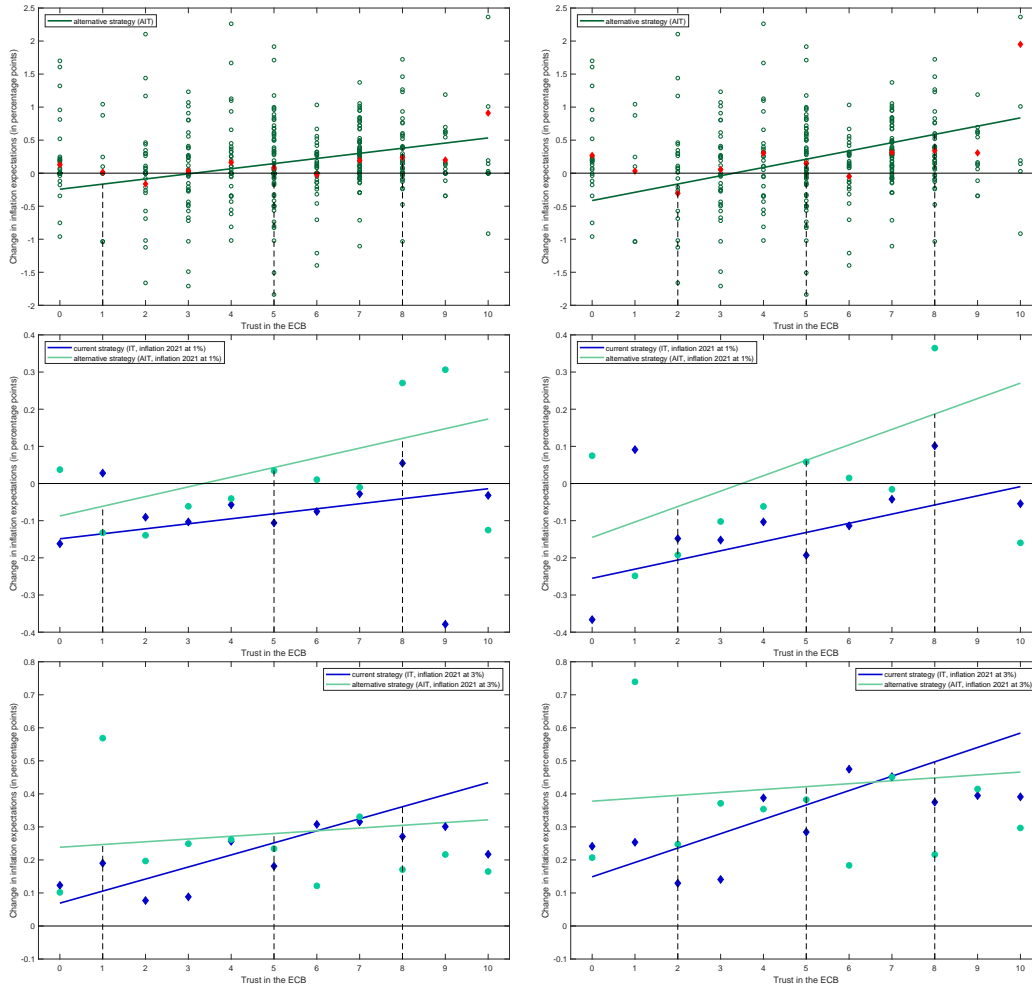 alternative strategy (AIT)
Change in inflation expectations (in percentage points)
2.5
2
1.5
1
0.5
0
-0.5
-1
-1.5
-2
0 1 2 3 4 5 6 7 8 9 10
Trust in the ECB
alternative strategy (AIT)
Change in inflation expectations (in percentage points)
2.5
2
1.5
1
0.5
0
-0.5
-1
-1.5
-2
0 1 2 3 4 5 6 7 8 9 10
Trust in the ECB
current strategy (IT, inflation 2021 at 1%)
alternative strategy (AIT, inflation 2021 at 1%)
Change in inflation expectations (in percentage points)
0.4
0.3
0.2
0.1
0
-0.1
-0.2
-0.3
-0.4
0 1 2 3 4 5 6 7 8 9 10
Trust in the ECB
current strategy (IT, inflation 2021 at 1%)
alternative strategy (AIT, inflation 2021 at 1%)
Change in inflation expectations (in percentage points)
0.4
0.3
0.2
0.1
0
-0.1
-0.2
-0.3
-0.4
0 1 2 3 4 5 6 7 8 9 10
Trust in the ECB
current strategy (IT, inflation 2021 at 3%)
alternative strategy (AIT, inflation 2021 at 3%)
Change in inflation expectations (in percentage points)
0.8
0.7
0.6
0.5
0.4
0.3
0.2
0.1
0
-0.1
0 1 2 3 4 5 6 7 8 9 10
Trust in the ECB
current strategy (IT, inflation 2021 at 3%)
alternative strategy (AIT, inflation 2021 at 3%)
Change in inflation expectations (in percentage points)
0.8
0.7
0.6
0.5
0.4
0.3
0.2
0.1
0
-0.1
0 1 2 3 4 5 6 7 8 9 10
Trust in the ECB